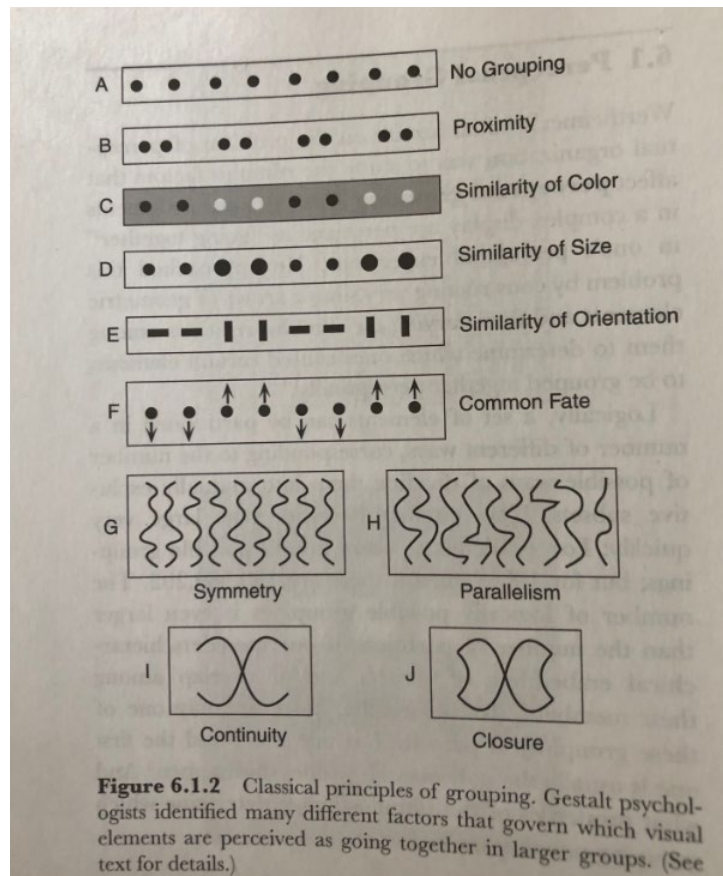 A No Grouping
B Proximity
C Similarity of Color
D Similarity of Size
E Similarity of Orientation
F Common Fate
G H
Symmetry Parallelism
I J
Continuity Closure
Figure 6.1.2 Classical principles of grouping. Gestalt psychol-
ogists identified many different factors that govern which visual
elements are perceived as going together in larger groups. (See
text for details.)